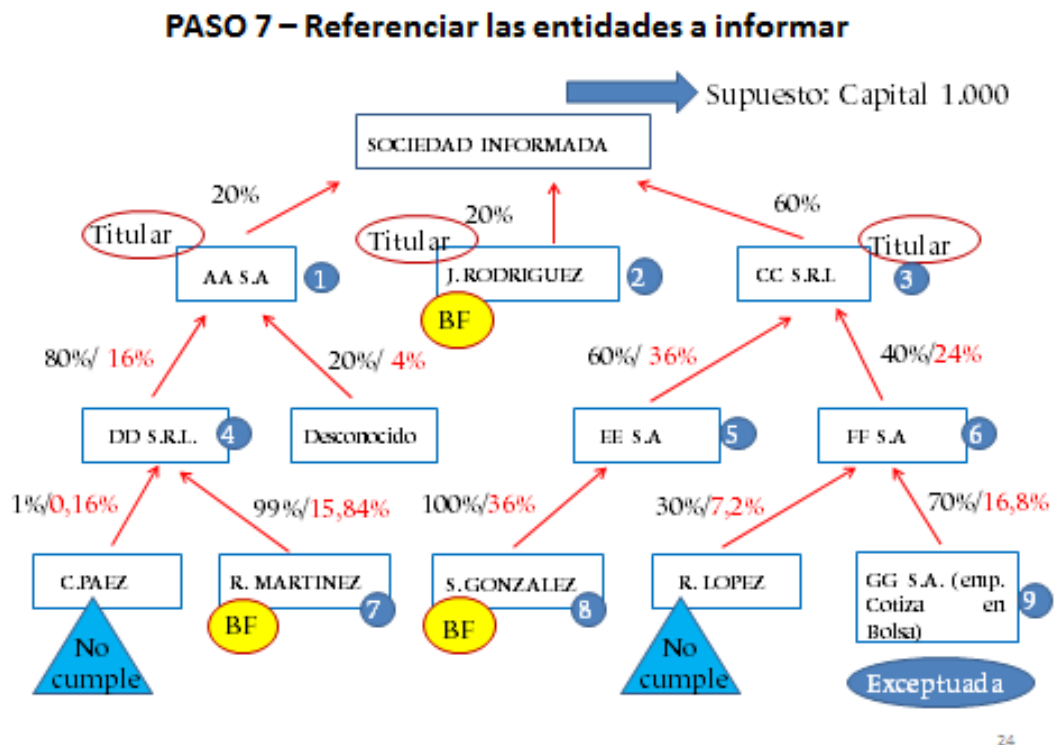 PASO 7 – Referenciar las entidades a informar
Supuesto: Capital 1.000
SOCIEDAD INFORMADA
20%
20%
60%
Titular
Titular
Titular
AA S.A
1
J. RODRIGUEZ
2
CC S.R.L
3
BF
80%/ 16%
20%/ 4%
60%/ 36%
40%/24%
DD S.R.L.
4
Desconocido
EE S.A
5
FF S.A
6
1%/0,16%
99%/15,84%
100%/36%
30%/7,2%
70%/16,8%
C.PAEZ
R. MARTINEZ
7
S. GONZALEZ
8
R. LOPEZ
GG S.A. (emp.
Cotiza en
Bolsa)
9
BF
BF
No
cumple
No
cumple
Exceptuada
24